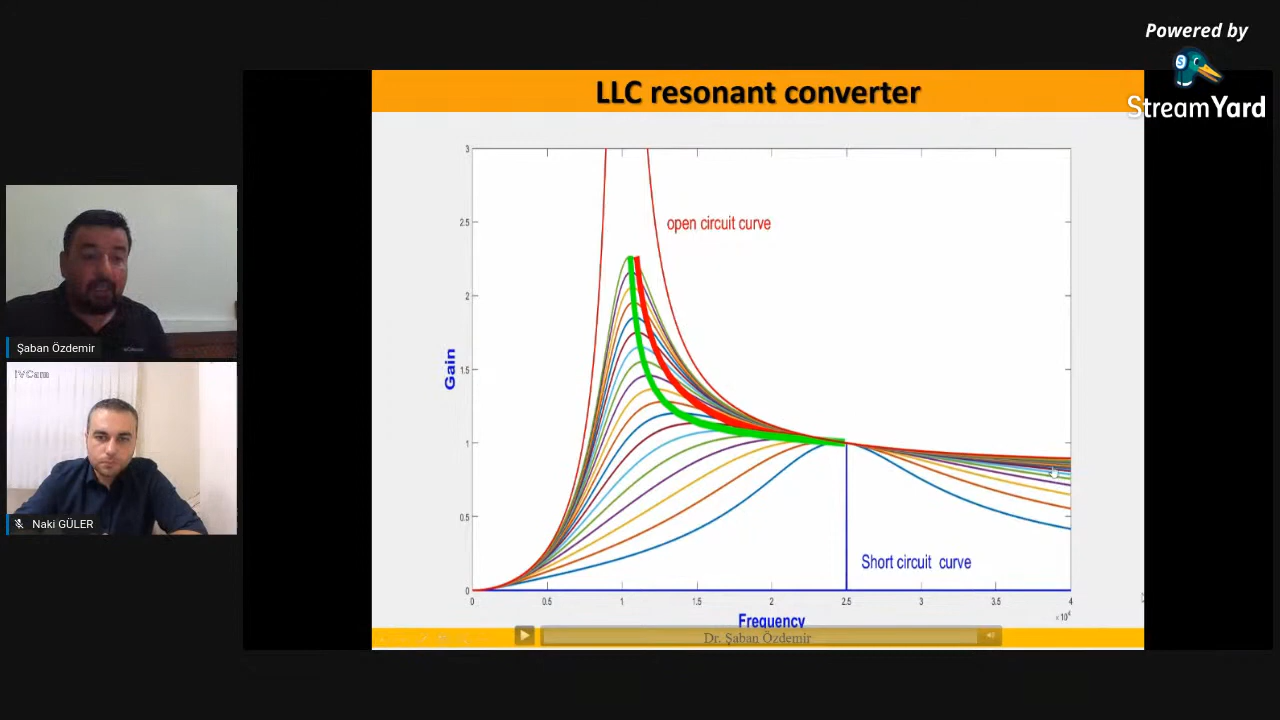 Powered by
StreamYard
LLC resonant converter
Şaban Özdemir
IVCam
Naki GÜLER
3
2.5
2
1.5
1
0.5
0
Gain
open circuit curve
Short circuit curve
0
0.5
1
1.5
2
2.5
3
3.5
4
×10⁴
Frequency
Dr. Şaban Özdemir